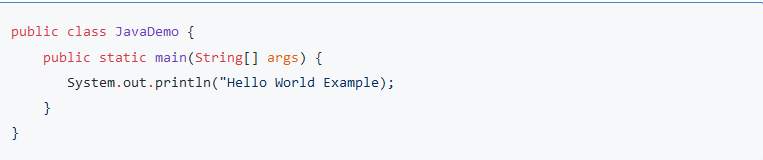 public class JavaDemo {
    public static main(String[] args) {
       System.out.println("Hello World Example);
    }
}